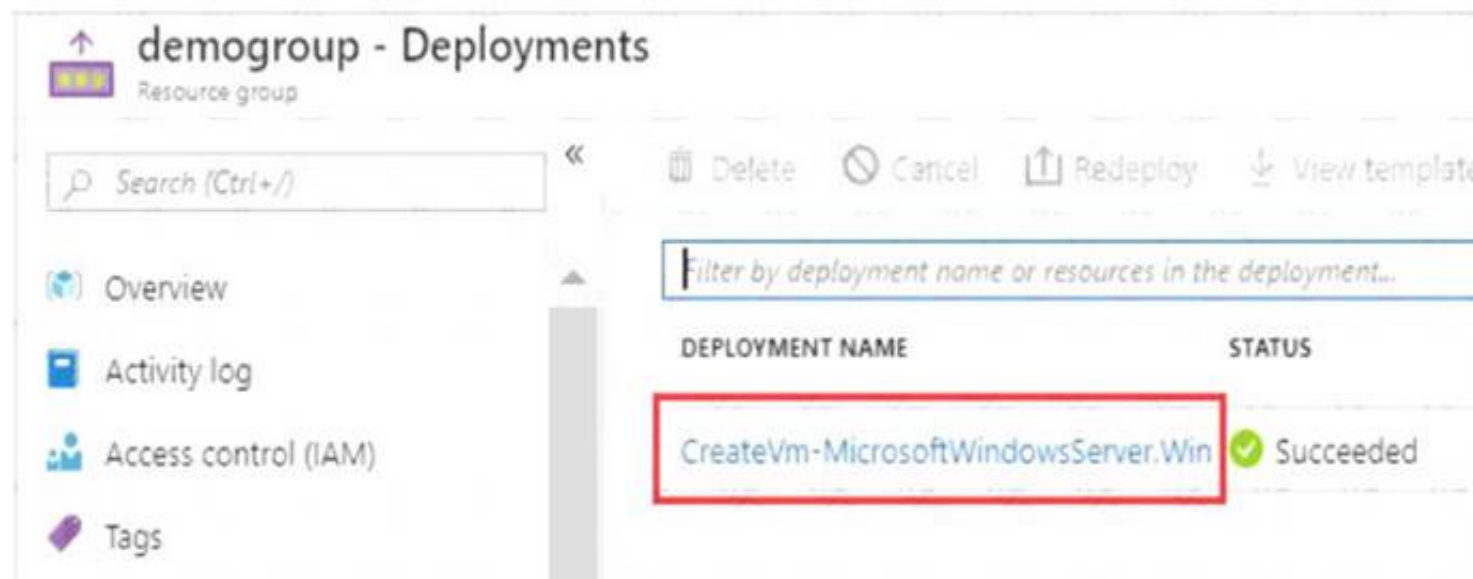 demogroup - Deployments
Resource group
Search (Ctrl+/)
«
Delete Cancel Redeploy View template
Overview
Activity log
Access control (IAM)
Tags
Filter by deployment name or resources in the deployment...
DEPLOYMENT NAME STATUS
CreateVm-MicrosoftWindowsServer.Win Succeeded